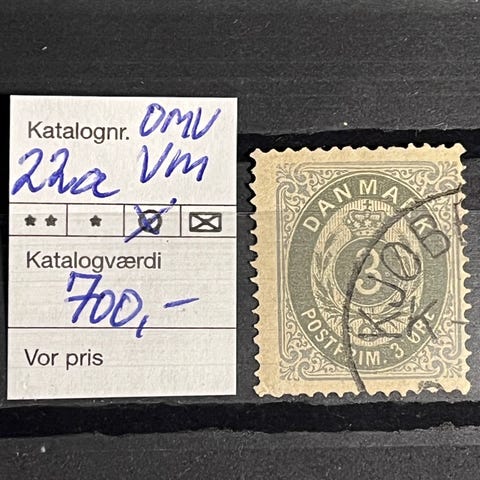 Katalognr. OMV
22a VM
** *
Katalogværdi
700,-
Vor pris
DANMARK
3
POSTFRIM. 3 ØRE
KJØB